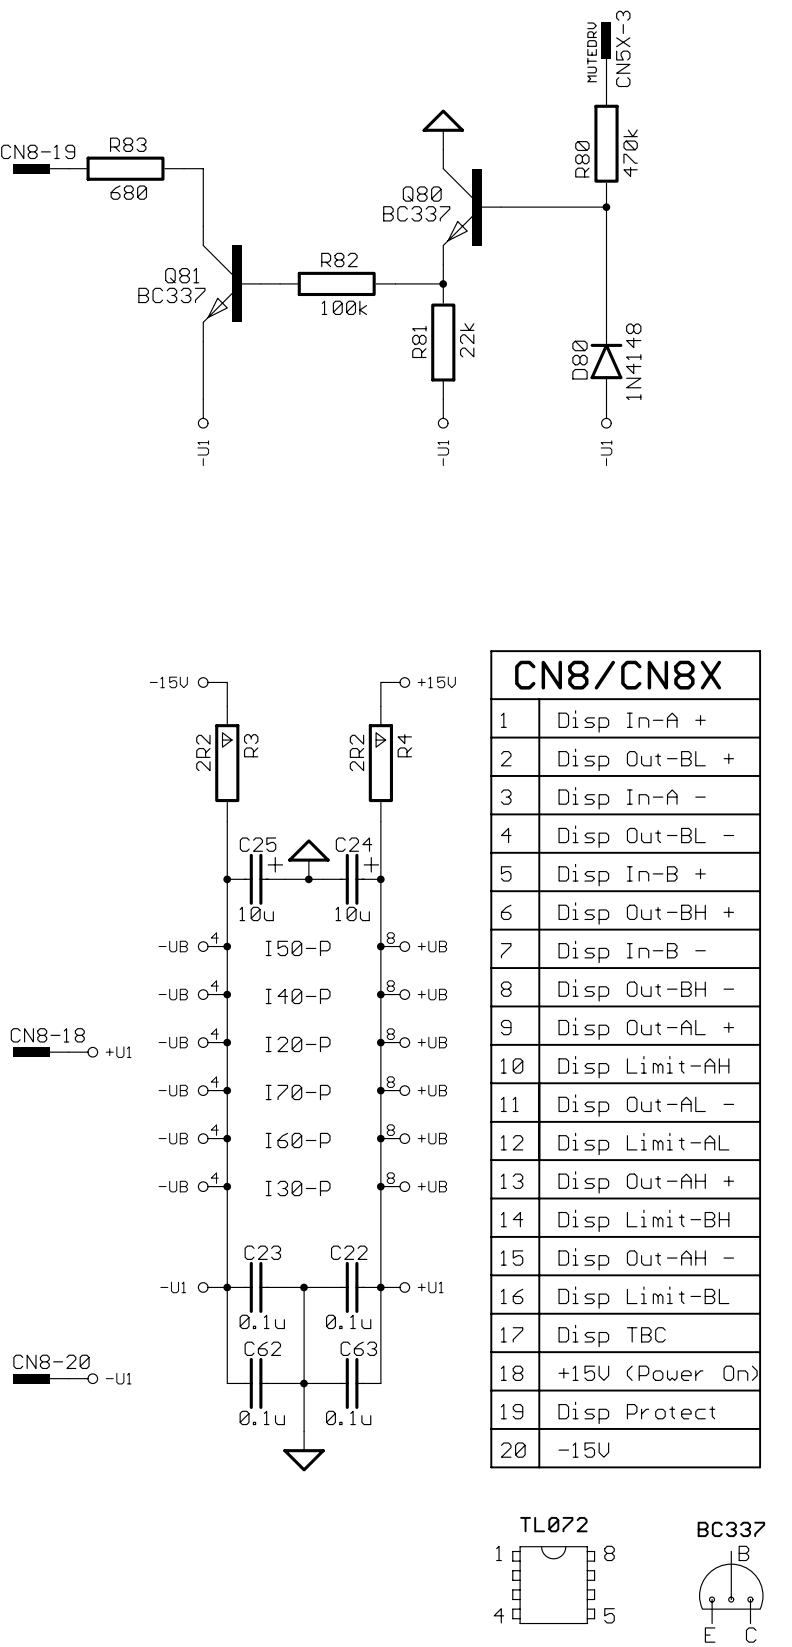 MUTEDRV
CN5X-3
R80
470k
CN8-19
R83
680
Q80
BC337
Q81
BC337
R82
100k
R81
22k
D80
1N4148
-U1
-U1
-U1
-15V
+15V
2R2
R3
2R2
R4
C25
+
C24
+
10u
10u
-UB 4 I50-P 8 +UB
-UB 4 I40-P 8 +UB
CN8-18
+U1
-UB 4 I20-P 8 +UB
-UB 4 I70-P 8 +UB
-UB 4 I60-P 8 +UB
-UB 4 I30-P 8 +UB
C23
C22
-U1
+U1
0.1u
0.1u
C62
C63
CN8-20
-U1
0.1u
0.1u
CN8/CN8X
1 Disp In-A +
2 Disp Out-BL +
3 Disp In-A -
4 Disp Out-BL -
5 Disp In-B +
6 Disp Out-BH +
7 Disp In-B -
8 Disp Out-BH -
9 Disp Out-AL +
10 Disp Limit-AH
11 Disp Out-AL -
12 Disp Limit-AL
13 Disp Out-AH +
14 Disp Limit-BH
15 Disp Out-AH -
16 Disp Limit-BL
17 Disp TBC
18 +15V (Power On)
19 Disp Protect
20 -15V
TL072
1 8
4 5
BC337
B
E C